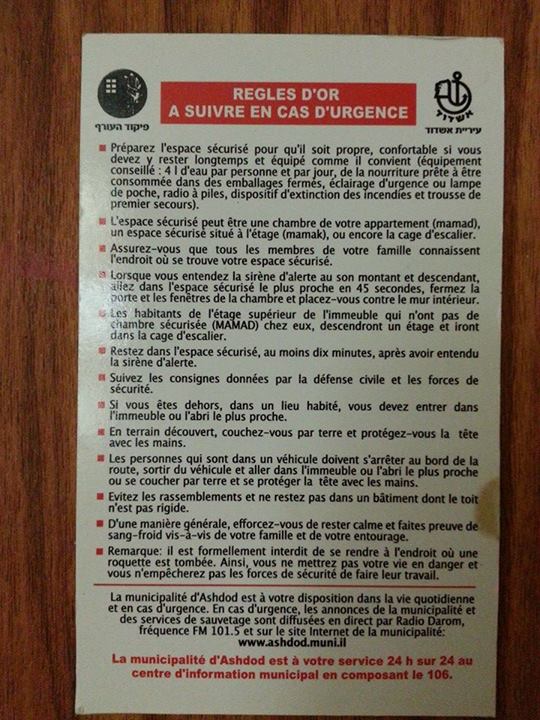 REGLES D'OR
A SUIVRE EN CAS D'URGENCE
פיקוד העורף
אשדוד
עיריית אשדוד
Préparez l'espace sécurisé pour qu'il soit propre, confortable si vous
devez y rester longtemps et équipé comme il convient (équipement
conseillé : 4 l d'eau par personne et par jour, de la nourriture prête à être
consommée dans des emballages fermés, éclairage d'urgence ou lampe
de poche, radio à piles, dispositif d'extinction des incendies et trousse de
premier secours).
L'espace sécurisé peut être une chambre de votre appartement (mamad),
un espace sécurisé situé à l'étage (mamak), ou encore la cage d'escalier.
Assurez-vous que tous les membres de votre famille connaissent
l'endroit où se trouve votre espace sécurisé.
Lorsque vous entendez la sirène d'alerte au son montant et descendant,
allez dans l'espace sécurisé le plus proche en 45 secondes, fermez la
porte et les fenêtres de la chambre et placez-vous contre le mur intérieur.
Les habitants de l'étage supérieur de l'immeuble qui n'ont pas de
chambre sécurisée (MAMAD) chez eux, descendront un étage et iront
dans la cage d'escalier.
Restez dans l'espace sécurisé, au moins dix minutes, après avoir entendu
la sirène d'alerte.
Suivez les consignes données par la défense civile et les forces de
sécurité.
Si vous êtes dehors, dans un lieu habité, vous devez entrer dans
l'immeuble ou l'abri le plus proche.
En terrain découvert, couchez-vous par terre et protégez-vous la tête
avec les mains.
Les personnes qui sont dans un véhicule doivent s'arrêter au bord de la
route, sortir du véhicule et aller dans l'immeuble ou l'abri le plus proche
ou se coucher par terre et se protéger la tête avec les mains.
Evitez les rassemblements et ne restez pas dans un bâtiment dont le toit
n'est pas rigide.
D'une manière générale, efforcez-vous de rester calme et faites preuve de
sang-froid vis-à-vis de votre famille et de votre entourage.
Remarque: il est formellement interdit de se rendre à l'endroit où une
roquette est tombée. Ainsi, vous ne mettrez pas votre vie en danger et
vous n'empêcherez pas les forces de sécurité de faire leur travail.
La municipalité d'Ashdod est à votre disposition dans la vie quotidienne
et en cas d'urgence. En cas d'urgence, les annonces de la municipalité et
des services de sauvetage sont diffusées en direct par Radio Darom,
fréquence FM 101.5 et sur le site Internet de la municipalité:
www.ashdod.muni.il
La municipalité d'Ashdod est à votre service 24 h sur 24 au
centre d'information municipal en composant le 106.